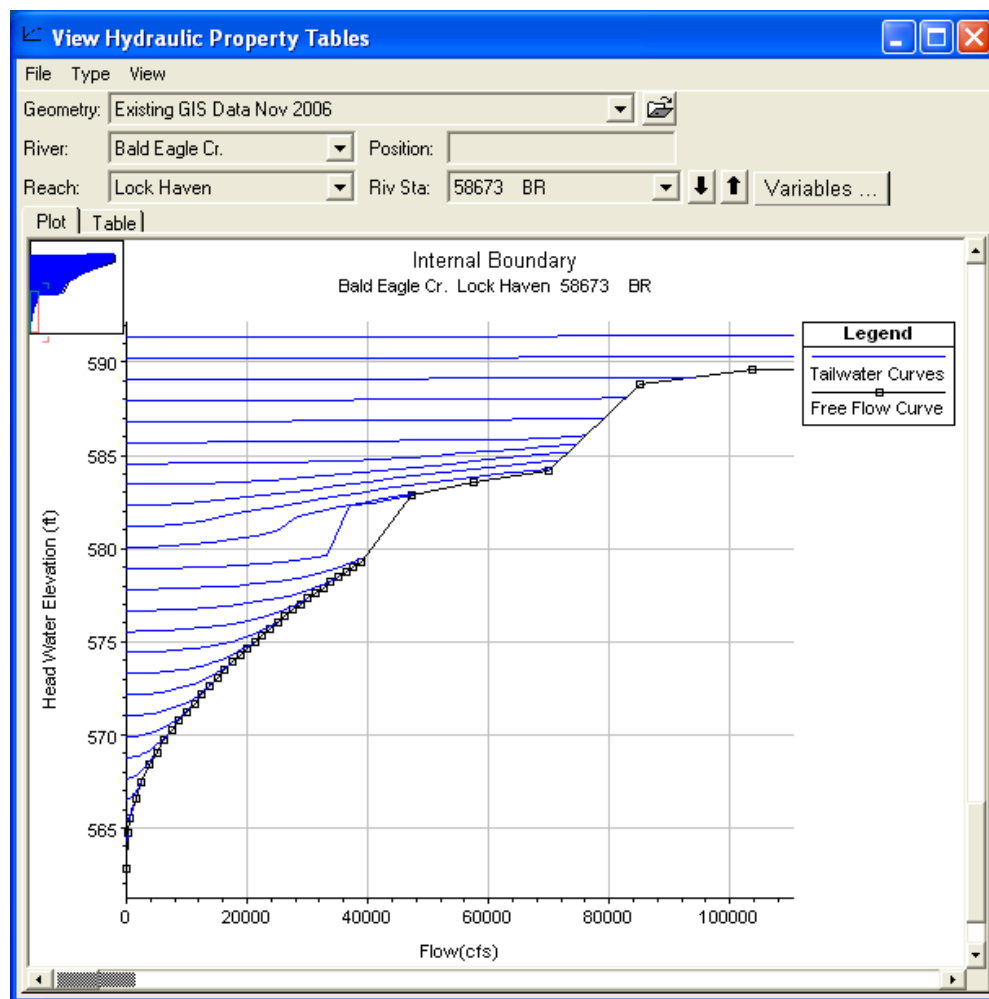 View Hydraulic Property Tables
File Type View
Geometry: Existing GIS Data Nov 2006
River: Bald Eagle Cr. Position:
Reach: Lock Haven Riv Sta: 58673 BR Variables ...
Plot Table
Internal Boundary
Bald Eagle Cr. Lock Haven 58673 BR
Legend
Tailwater Curves
Free Flow Curve
590
585
580
575
570
565
Head Water Elevation (ft)
0 20000 40000 60000 80000 100000
Flow(cfs)